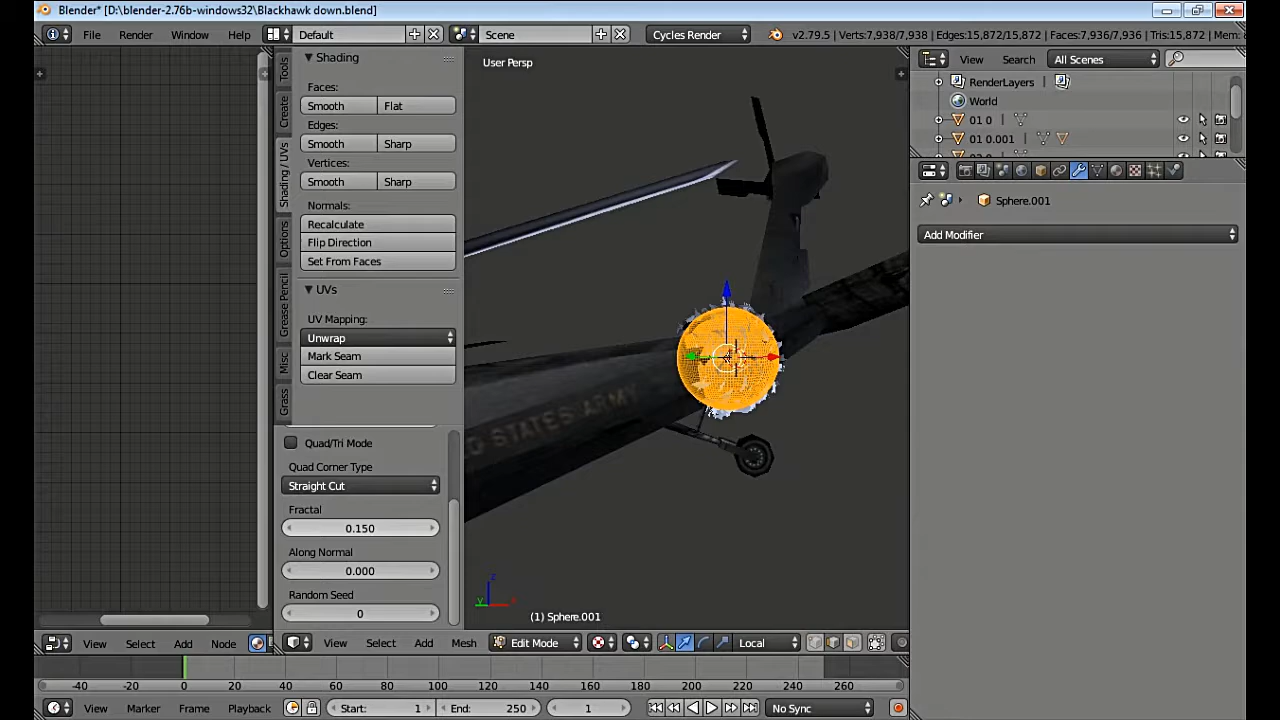 Blender* [D:\blender-2.76b-windows32\Blackhawk down.blend]
File Render Window Help Default Scene Cycles Render v2.79.5 | Verts:7,938/7,938 | Edges:15,872/15,872 | Faces:7,936/7,936 | Tris:15,872 | Mem:
View Search All Scenes
RenderLayers
World
01 0
01 0.001
Sphere.001
Add Modifier
Tools
Create
Shading / UVs
Options
Grease Pencil
Misc
Grass
Shading
Faces:
Smooth Flat
Edges:
Smooth Sharp
Vertices:
Smooth Sharp
Normals:
Recalculate
Flip Direction
Set From Faces
UVs
UV Mapping:
Unwrap
Mark Seam
Clear Seam
Quad/Tri Mode
Quad Corner Type
Straight Cut
Fractal
0.150
Along Normal
0.000
Random Seed
0
User Persp
STATES ARMY
z
y x
(1) Sphere.001
View Select Add Node
View Select Add Mesh Edit Mode Local
-40 -20 0 20 40 60 80 100 120 140 160 180 200 220 240 260
View Marker Frame Playback Start: 1 End: 250 1 No Sync